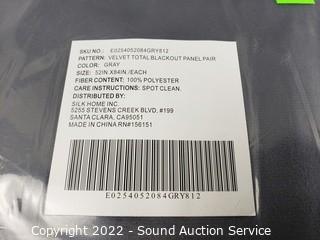 SKU NO.: E0254052084GRY812
PATTERN: VELVET TOTAL BLACKOUT PANEL PAIR
COLOR: GRAY
SIZE: 52IN.X84IN./EACH
FIBER CONTENT: 100% POLYESTER
CARE INSTRUCTIONS: SPOT CLEAN.
DISTRIBUTED BY:
SILK HOME INC.
5255 STEVENS CREEK BLVD, #199
SANTA CLARA, CA95051
MADE IN CHINA RN#156151
E0254052084GRY812
Copyright 2022 - Sound Auction Service